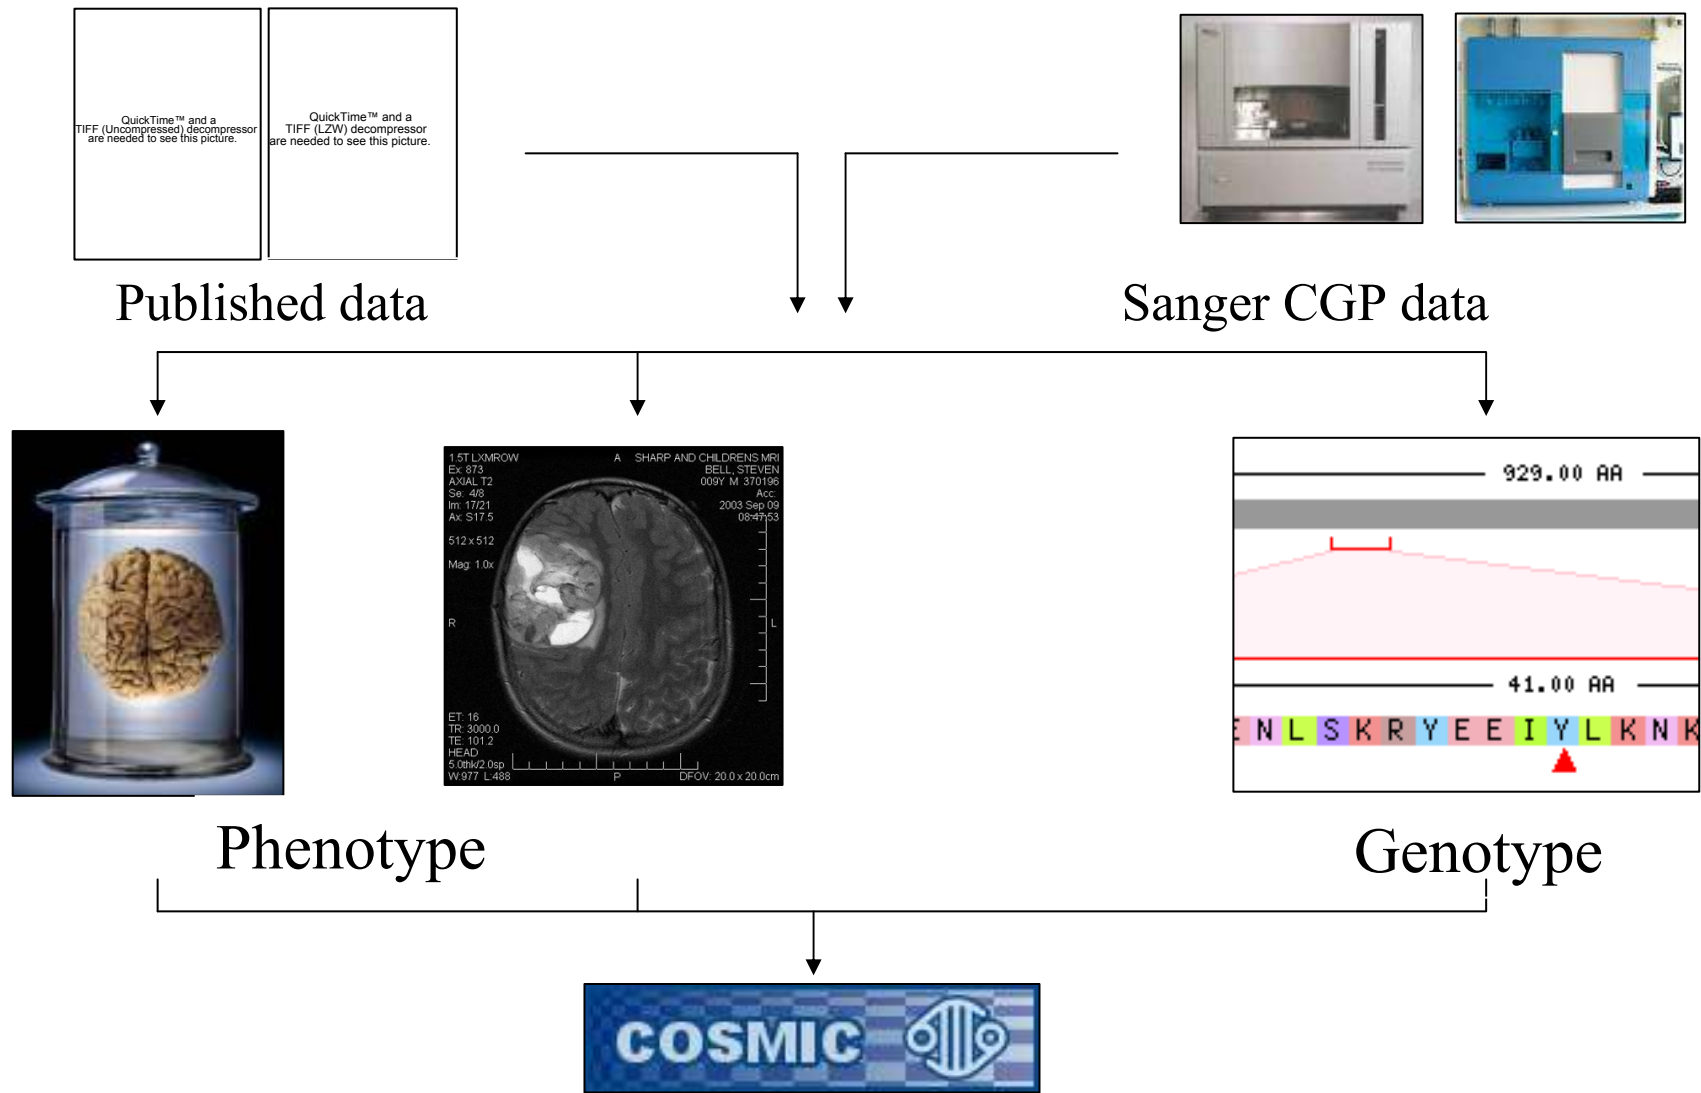 QuickTime™ and a
TIFF (Uncompressed) decompressor
are needed to see this picture.
QuickTime™ and a
TIFF (LZW) decompressor
are needed to see this picture.
Published data
Sanger CGP data
1.5T LXMROW
Ex: 873
AXIAL T2
Se: 4/8
Im: 17/21
Ax: S17.5
512 x 512
Mag: 1.0x
A
SHARP AND CHILDRENS MRI
BELL, STEVEN
009Y M 370196
Acc:
2003 Sep 09
08:47:53
R
L
ET: 16
TR: 3000.0
TE: 101.2
HEAD
5.0thk/2.0sp
W:977 L:488
P
DFOV: 20.0 x 20.0cm
929.00 AA
41.00 AA
E N L S K R Y E E I Y L K N K
Phenotype
Genotype
COSMIC